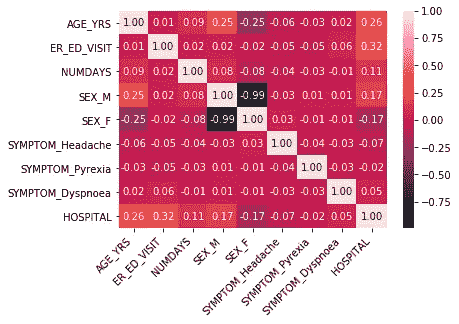 AGE_YRS 1.00 0.01 0.09 0.25 -0.25 -0.06 -0.03 0.02 0.26
ER_ED_VISIT 0.01 1.00 0.02 0.02 -0.02 -0.05 -0.05 0.06 0.32
NUMDAYS 0.09 0.02 1.00 0.08 -0.08 -0.04 -0.03 -0.01 0.11
SEX_M 0.25 0.02 0.08 1.00 -0.99 -0.03 0.01 0.01 0.17
SEX_F -0.25 -0.02 -0.08 -0.99 1.00 0.03 -0.01 -0.01 -0.17
SYMPTOM_Headache -0.06 -0.05 -0.04 -0.03 0.03 1.00 -0.04 -0.03 -0.07
SYMPTOM_Pyrexia -0.03 -0.05 -0.03 0.01 -0.01 -0.04 1.00 -0.03 -0.02
SYMPTOM_Dyspnoea 0.02 0.06 -0.01 0.01 -0.01 -0.03 -0.03 1.00 0.05
HOSPITAL 0.26 0.32 0.11 0.17 -0.17 -0.07 -0.02 0.05 1.00
AGE_YRS
ER_ED_VISIT
NUMDAYS
SEX_M
SEX_F
SYMPTOM_Headache
SYMPTOM_Pyrexia
SYMPTOM_Dyspnoea
HOSPITAL
1.00
0.75
0.50
0.25
0.00
-0.25
-0.50
-0.75